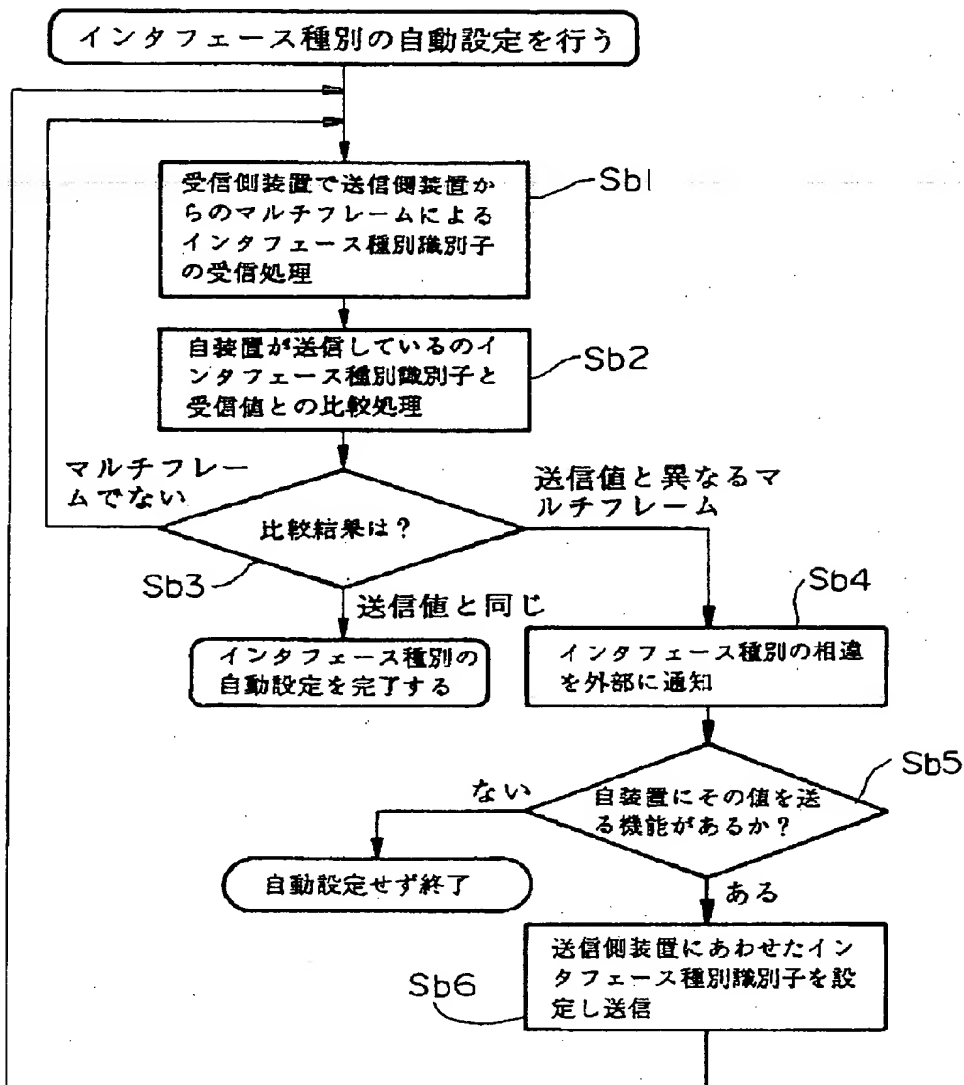 インタフェース種別の自動設定を行う
受信側装置で送信側装置か
らのマルチフレームによる
インタフェース種別識別子
の受信処理
Sb1
自装置が送信しているのイ
ンタフェース種別識別子と
受信値との比較処理
Sb2
マルチフレー
ムでない
送信値と異なるマ
ルチフレーム
比較結果は？
Sb3
送信値と同じ
Sb4
インタフェース種別の
自動設定を完了する
インタフェース種別の相違
を外部に通知
Sb5
ない
自装置にその値を送
る機能があるか？
自動設定せず終了
ある
送信側装置にあわせたイン
タフェース種別識別子を設
定し送信
Sb6